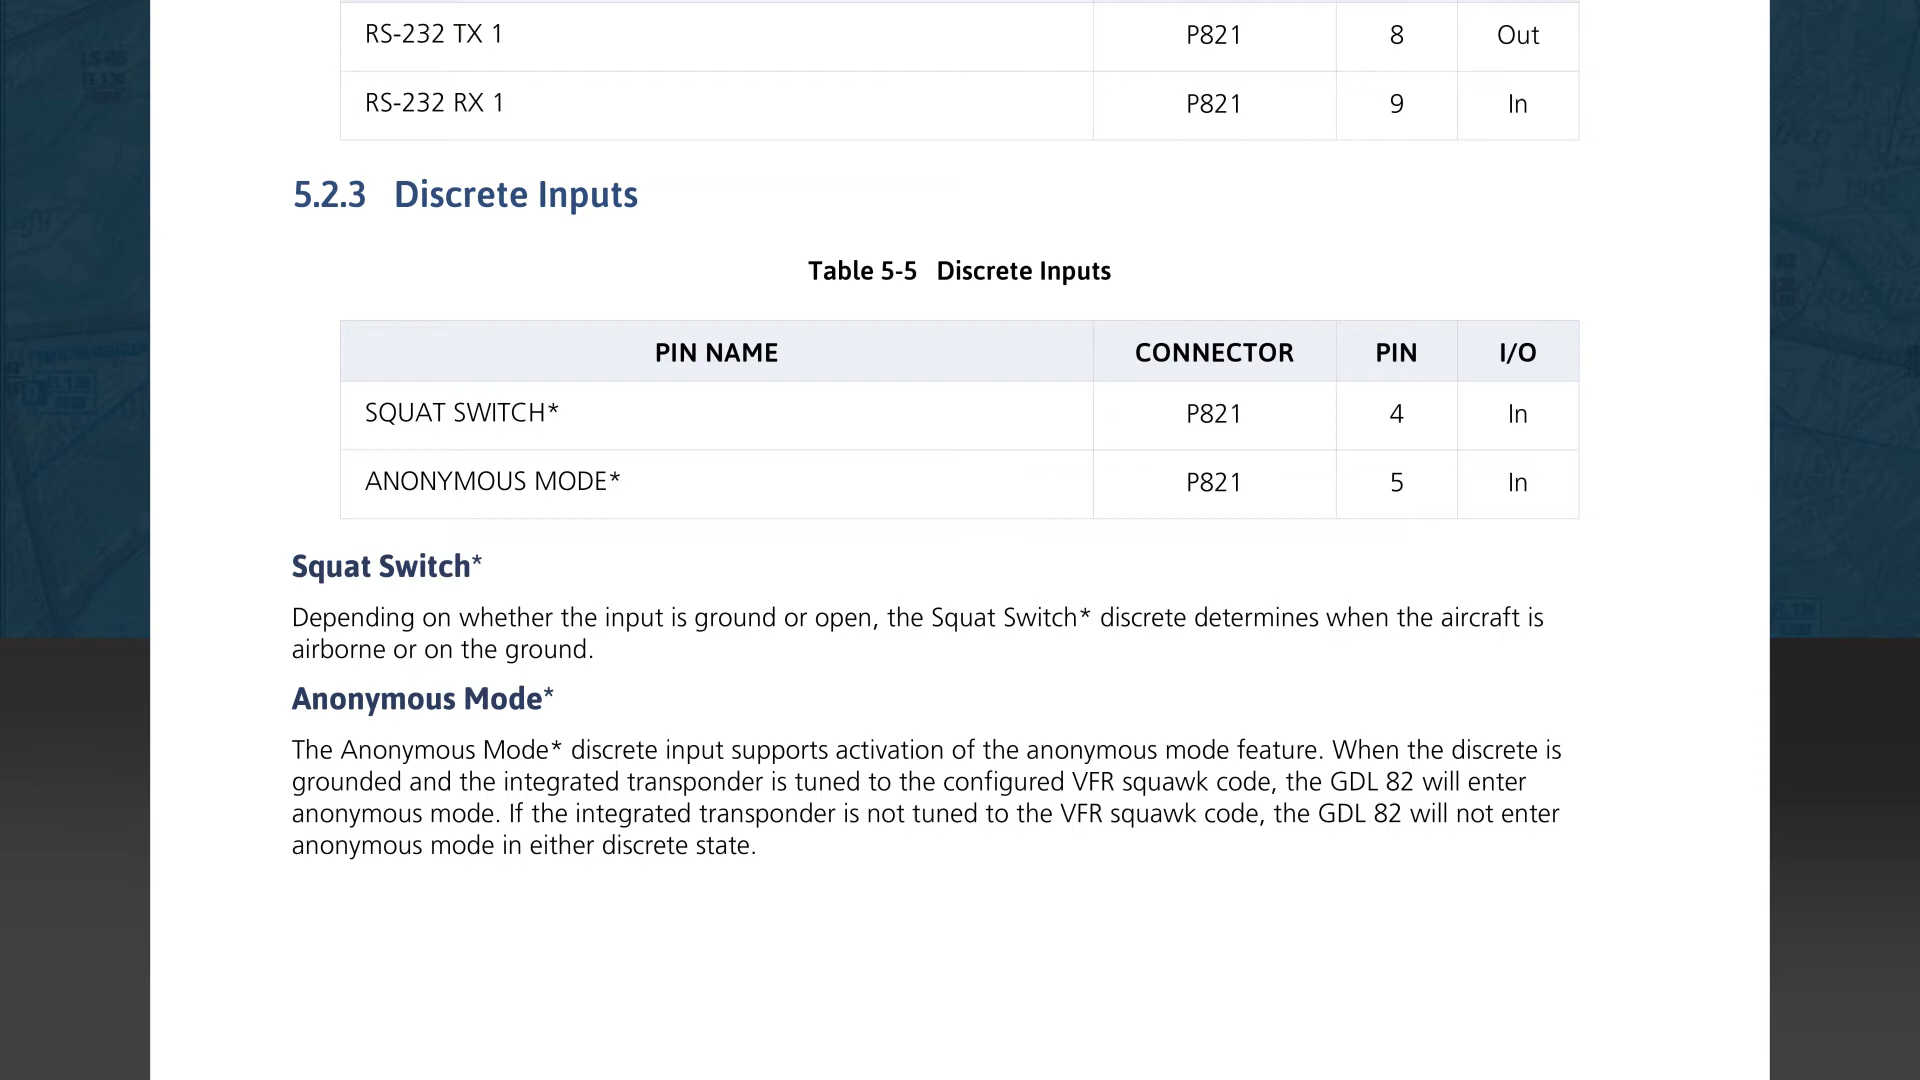 RS-232 TX 1 P821 8 Out
RS-232 RX 1 P821 9 In
5.2.3 Discrete Inputs
Table 5-5 Discrete Inputs
PIN NAME CONNECTOR PIN I/O
SQUAT SWITCH* P821 4 In
ANONYMOUS MODE* P821 5 In
Squat Switch*
Depending on whether the input is ground or open, the Squat Switch* discrete determines when the aircraft is
airborne or on the ground.
Anonymous Mode*
The Anonymous Mode* discrete input supports activation of the anonymous mode feature. When the discrete is
grounded and the integrated transponder is tuned to the configured VFR squawk code, the GDL 82 will enter
anonymous mode. If the integrated transponder is not tuned to the VFR squawk code, the GDL 82 will not enter
anonymous mode in either discrete state.